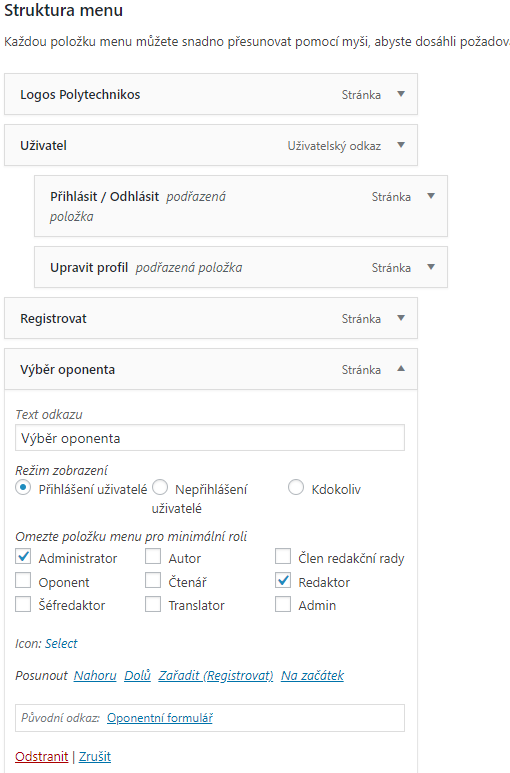 Struktura menu
Každou položku menu můžete snadno přesunovat pomocí myši, abyste dosáhli
Logos Polytechnikos Stránka
Uživatel Uživatelský odkaz
Přihlásit / Odhlásit podřazená Stránka
položka
Upravit profil podřazená položka Stránka
Registrovat Stránka
Výběr oponenta Stránka
Text odkazu
Výběr oponenta
Režim zobrazení
Přihlášení uživatelé Nepřihlášení Kdokoliv
uživatelé
Omezte položku menu pro minimální roli
Administrator Autor Člen redakční rady
Oponent Čtenář Redaktor
Šéfredaktor Translator Admin
Icon: Select
Posunout Nahoru Dolů Zařadit (Registrovat) Na začátek
Původní odkaz: Oponentní formulář
Odstranit | Zrušit